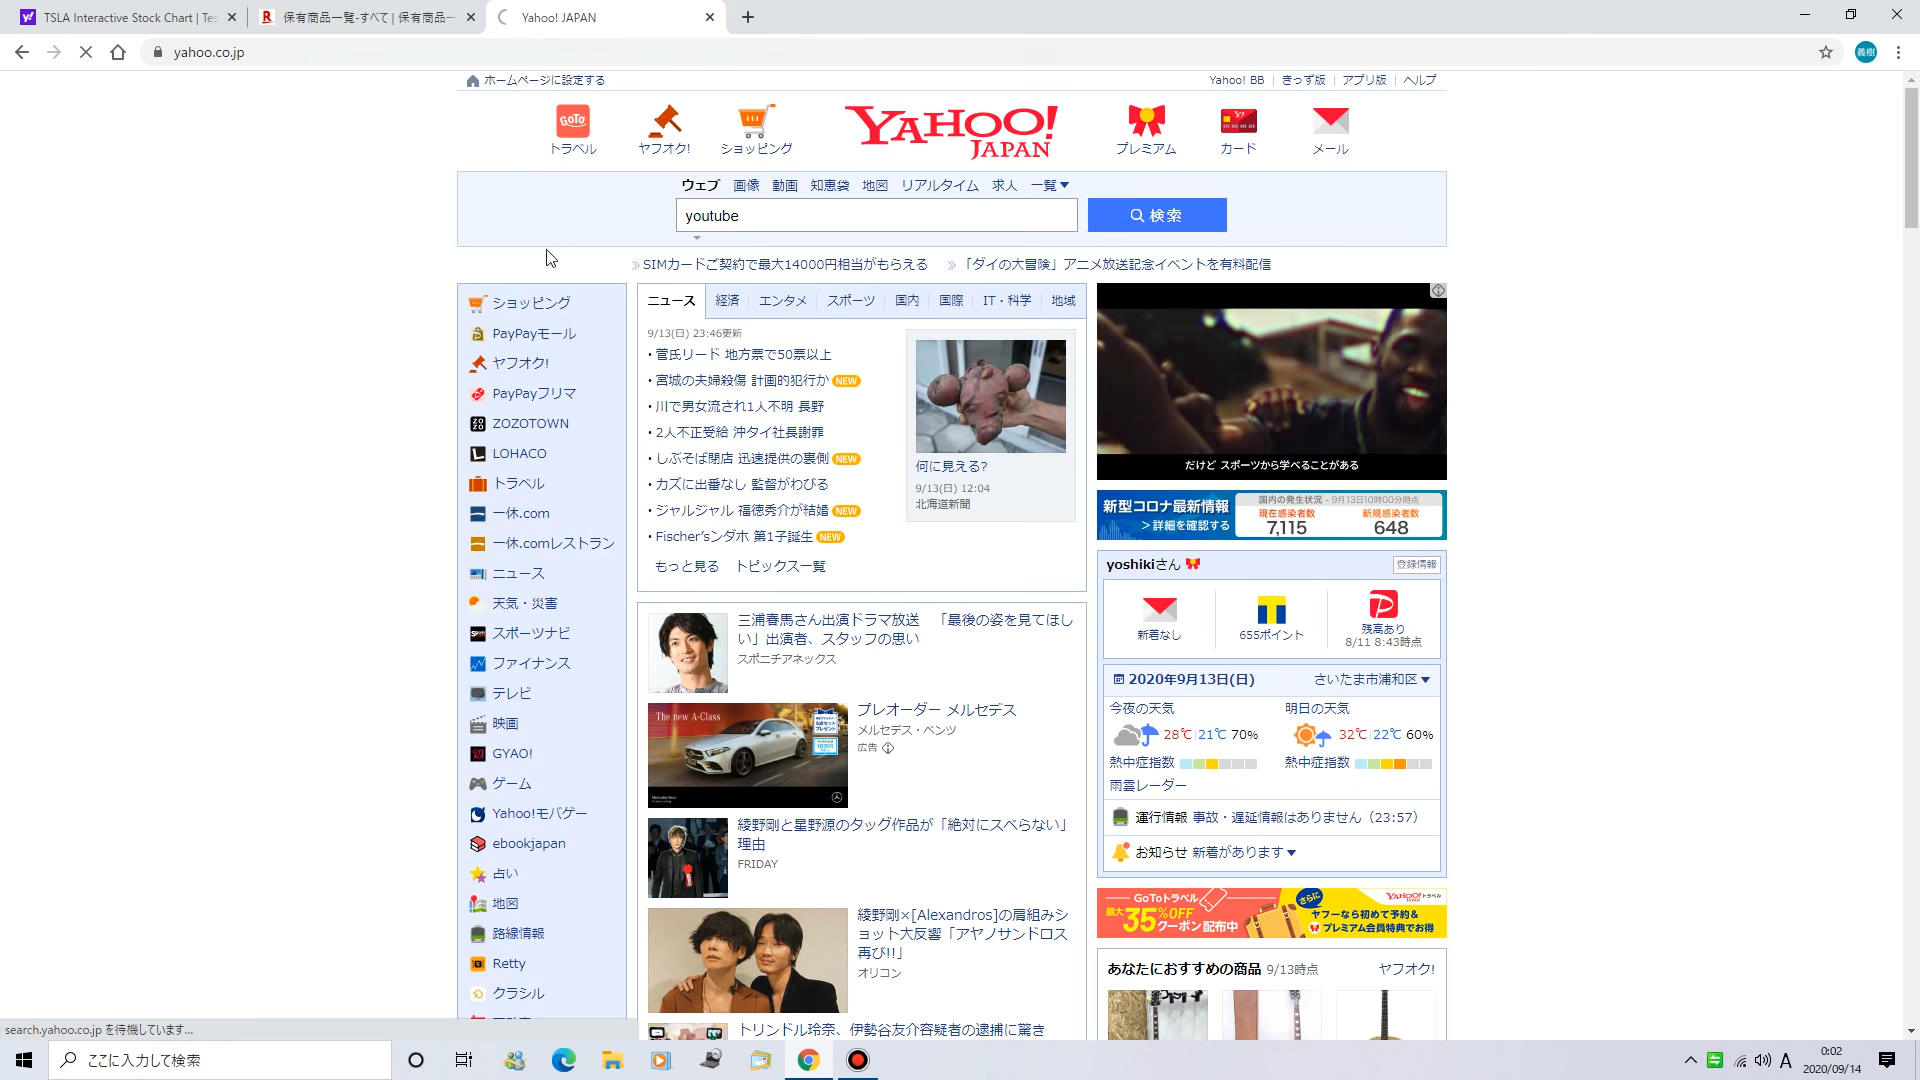 TSLA Interactive Stock Chart | Tes
保有商品一覧-すべて | 保有商品一
Yahoo! JAPAN
yahoo.co.jp
義樹
ホームページに設定する
Yahoo! BB
きっず版
アプリ版
ヘルプ
GoTo
トラベル
ヤフオク!
ショッピング
YAHOO! JAPAN
プレミアム
カード
メール
ウェブ 画像 動画 知恵袋 地図 リアルタイム 求人 一覧▼
youtube
検索
SIMカードご契約で最大14000円相当がもらえる
「ダイの大冒険」アニメ放送記念イベントを有料配信
ショッピング
PayPayモール
ヤフオク!
PayPayフリマ
ZOZOTOWN
LOHACO
トラベル
一休.com
一休.comレストラン
ニュース
天気・災害
スポーツナビ
ファイナンス
テレビ
映画
GYAO!
ゲーム
Yahoo!モバゲー
ebookjapan
占い
地図
路線情報
Retty
クラシル
ニュース 経済 エンタメ スポーツ 国内 国際 IT・科学 地域
9/13(日) 23:46更新
・菅氏リード 地方票で50票以上
・宮城の夫婦殺傷 計画的犯行か NEW
・川で男女流され1人不明 長野
・2人不正受給 沖タイ社長謝罪
・しぶそば閉店 迅速提供の裏側 NEW
・カズに出番なし 監督がわびる
・ジャルジャル 福徳秀介が結婚 NEW
・Fischer'sンダホ 第1子誕生 NEW
もっと見る トピックス一覧
何に見える?
9/13(日) 12:04
北海道新聞
三浦春馬さん出演ドラマ放送 「最後の姿を見てほし
い」出演者、スタッフの思い
スポニチアネックス
The new A-Class
プレオーダー メルセデス
メルセデス・ベンツ
広告
綾野剛と星野源のタッグ作品が「絶対にスベらない」
理由
FRIDAY
綾野剛×[Alexandros]の肩組みシ
ョット大反響「アヤノサンドロス
再び!!」
オリコン
トリンドル玲奈、伊勢谷友介容疑者の逮捕に驚き
だけど スポーツから学べることがある
新型コロナ最新情報
>詳細を確認する
国内の発生状況 - 9月13日10時00分時点
現在感染者数
新規感染者数
7,115
648
yoshikiさん
登録情報
新着なし
655ポイント
残高あり
8/11 8:43時点
2020年9月13日(日)
さいたま市浦和区▼
今夜の天気
28℃|21℃ 70%
熱中症指数
明日の天気
32℃|22℃ 60%
熱中症指数
雨雲レーダー
運行情報 事故・遅延情報はありません（23:57）
お知らせ 新着があります▼
GoToトラベル
最大35%OFF
クーポン配布中
さらに
YAHOO!トラベル
ヤフーなら初めて予約&
プレミアム会員特典でお得
あなたにおすすめの商品 9/13時点
ヤフオク!
search.yahoo.co.jp を待機しています...
ここに入力して検索
A
0:02
2020/09/14